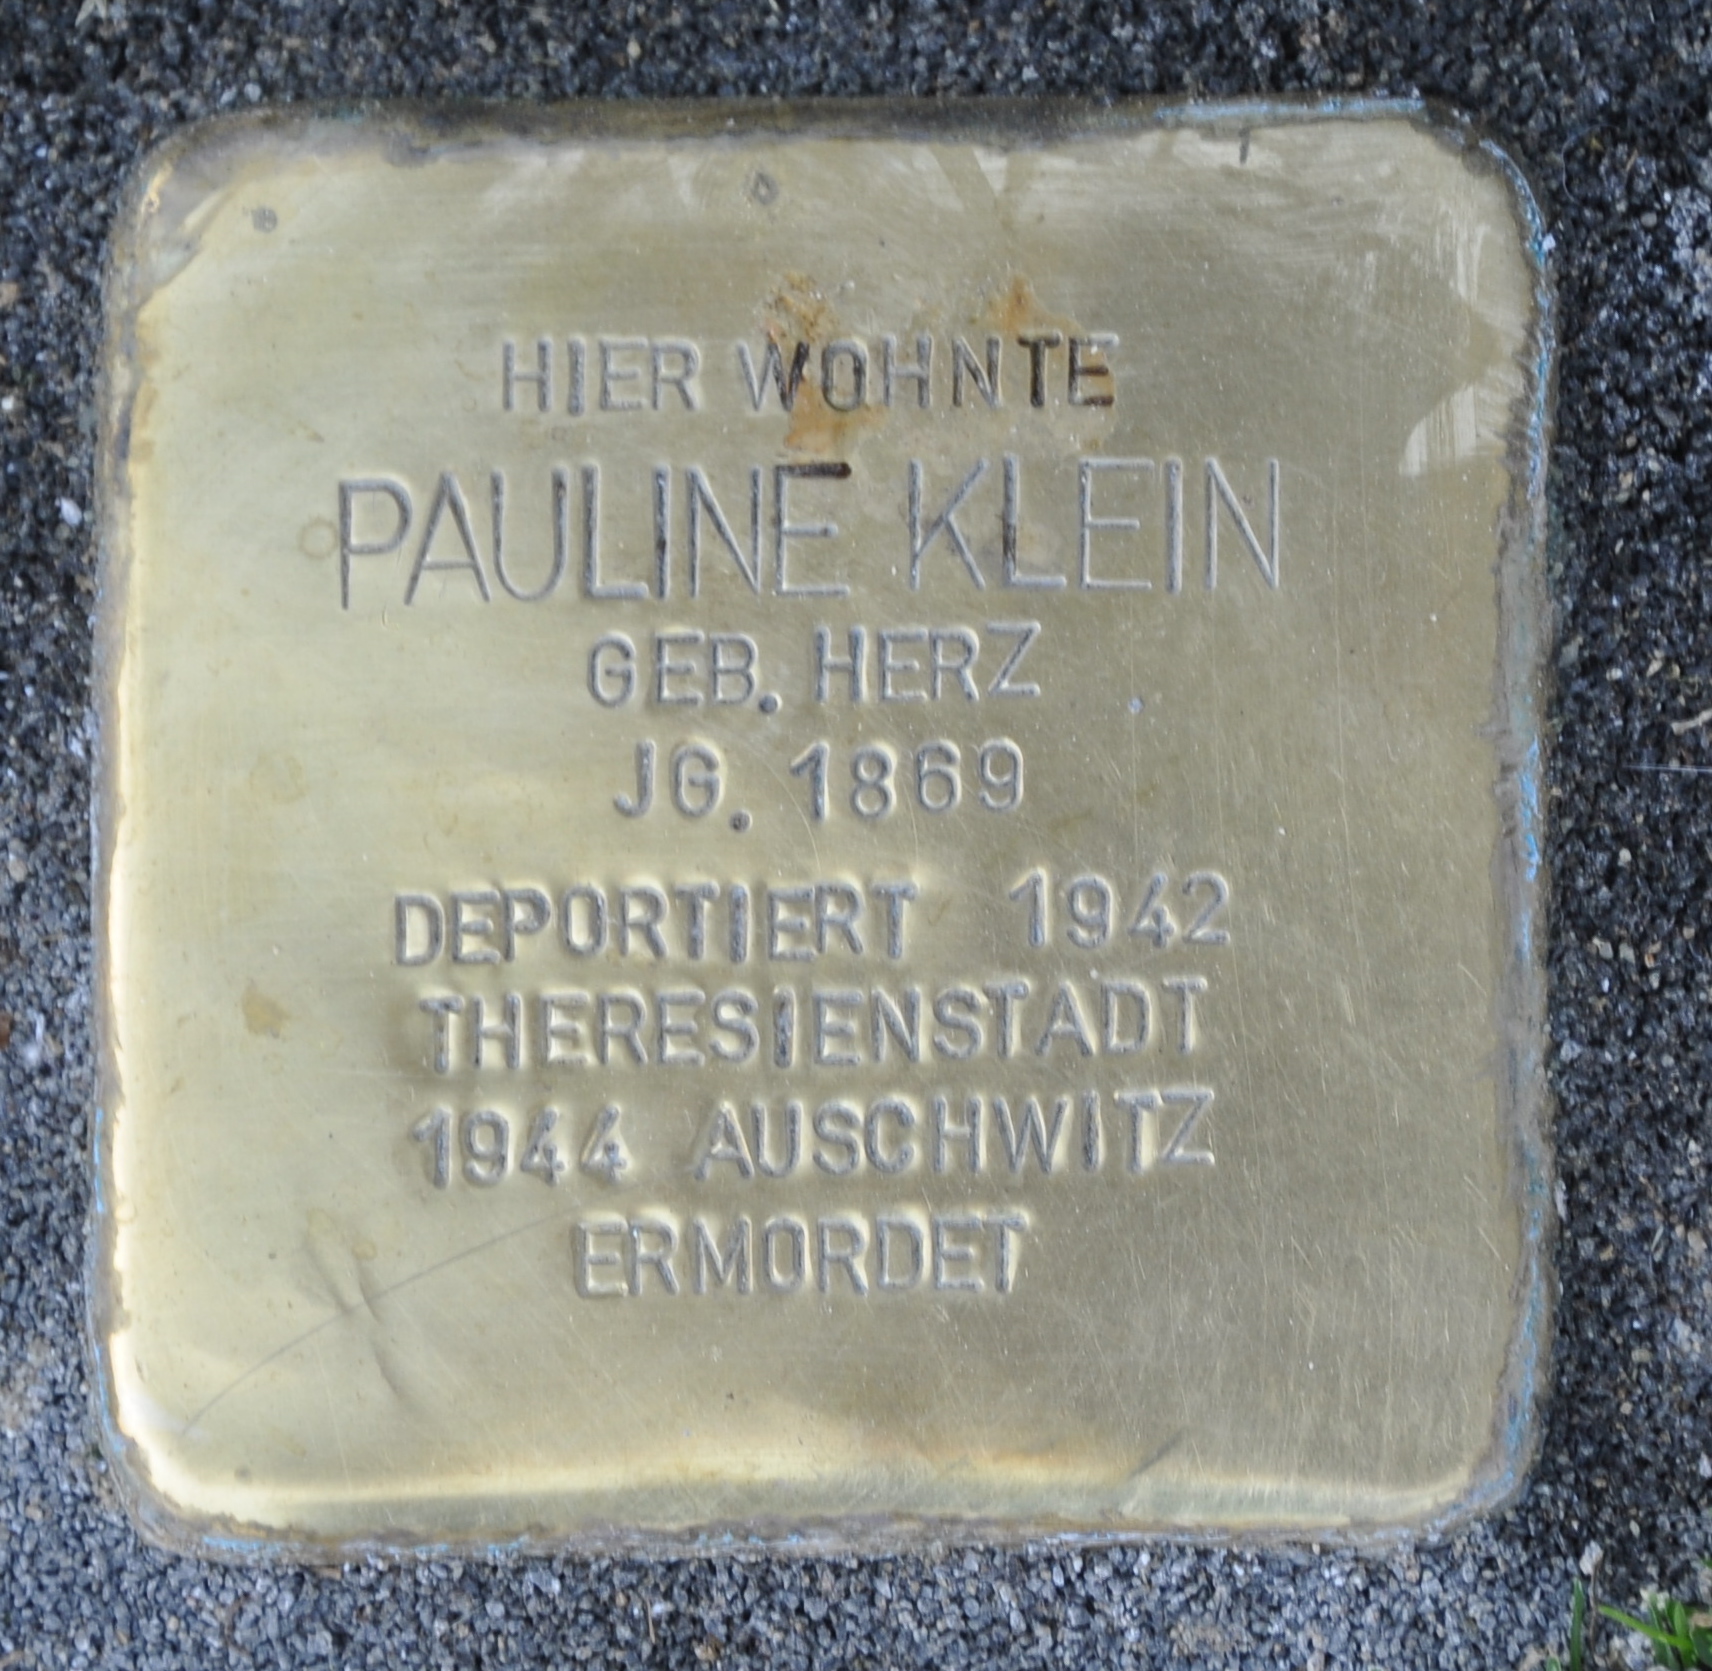 HIER WOHNTE
PAULINE KLEIN
GEB. HERZ
JG. 1869
DEPORTIERT 1942
THERESIENSTADT
1944 AUSCHWITZ
ERMORDET